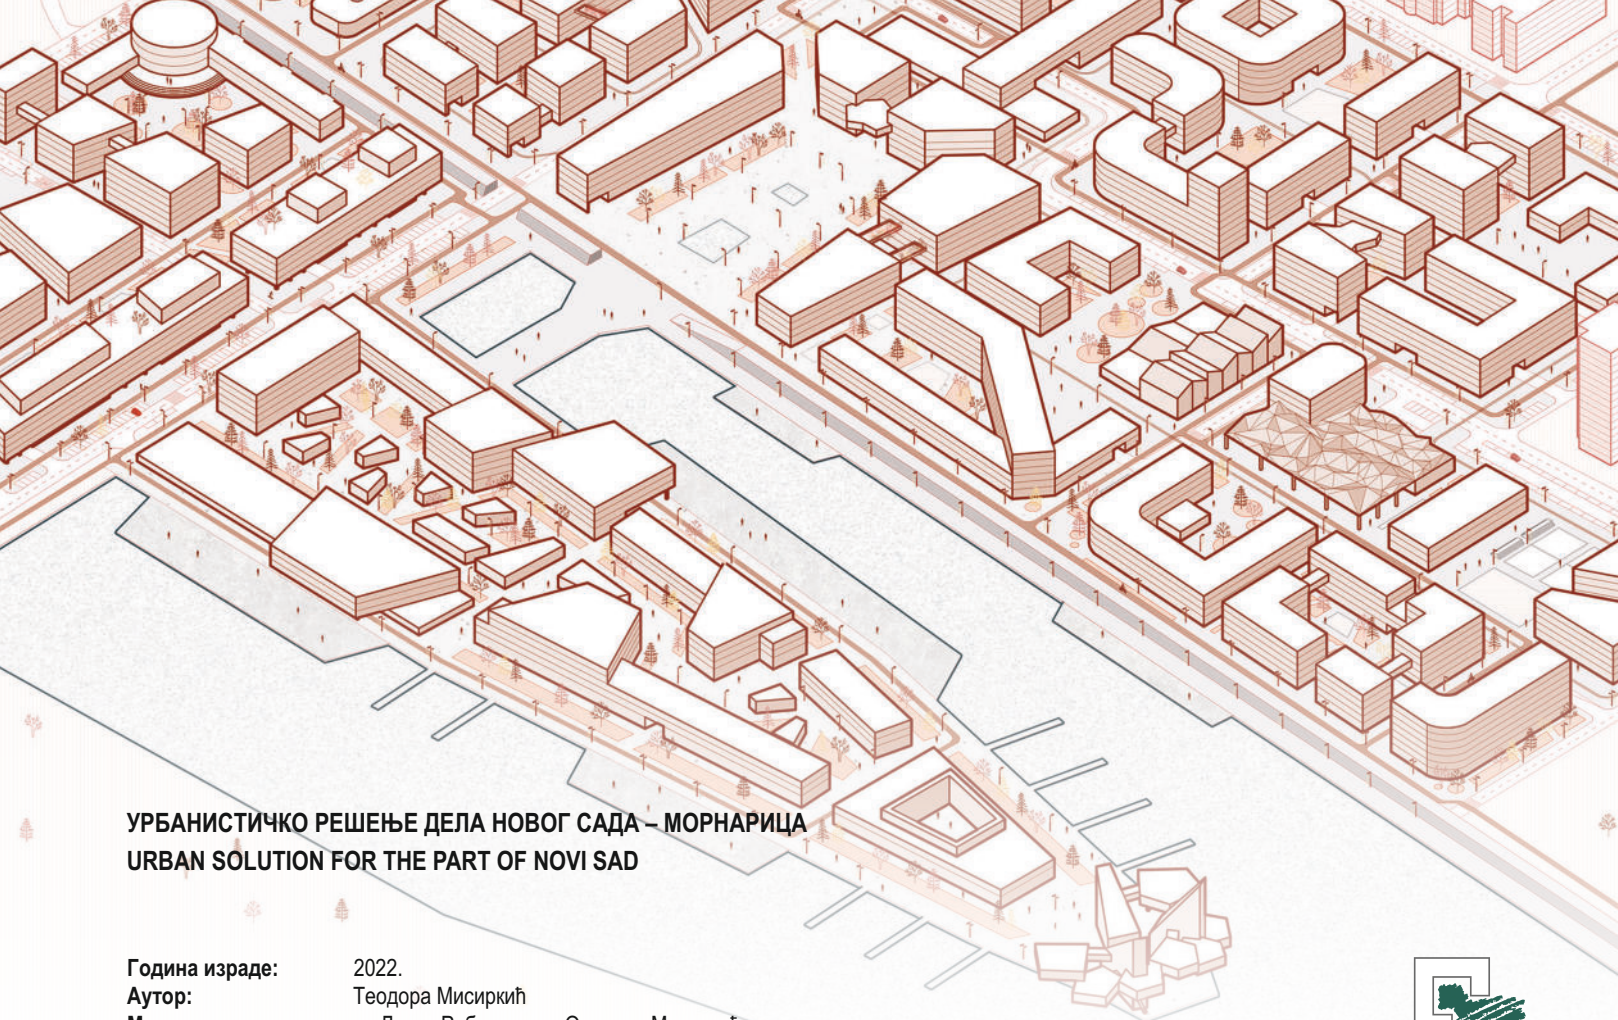 УРБАНИСТИЧКО РЕШЕЊЕ ДЕЛА НОВОГ САДА – МОРНАРИЦА
URBAN SOLUTION FOR THE PART OF NOVI SAD
Година израде: 2022.
Аутор: Теодора Мисиркић